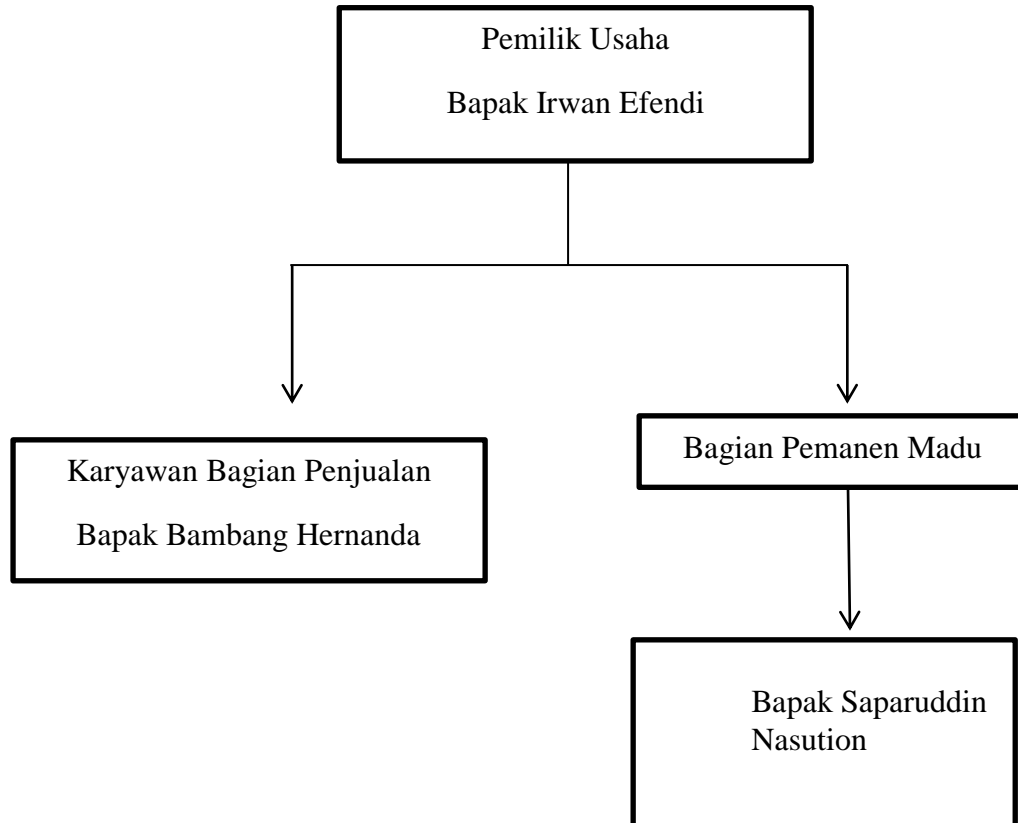 Pemilik Usaha
Bapak Irwan Efendi
Karyawan Bagian Penjualan
Bapak Bambang Hernanda
Bagian Pemanen Madu
Bapak Saparuddin
Nasution